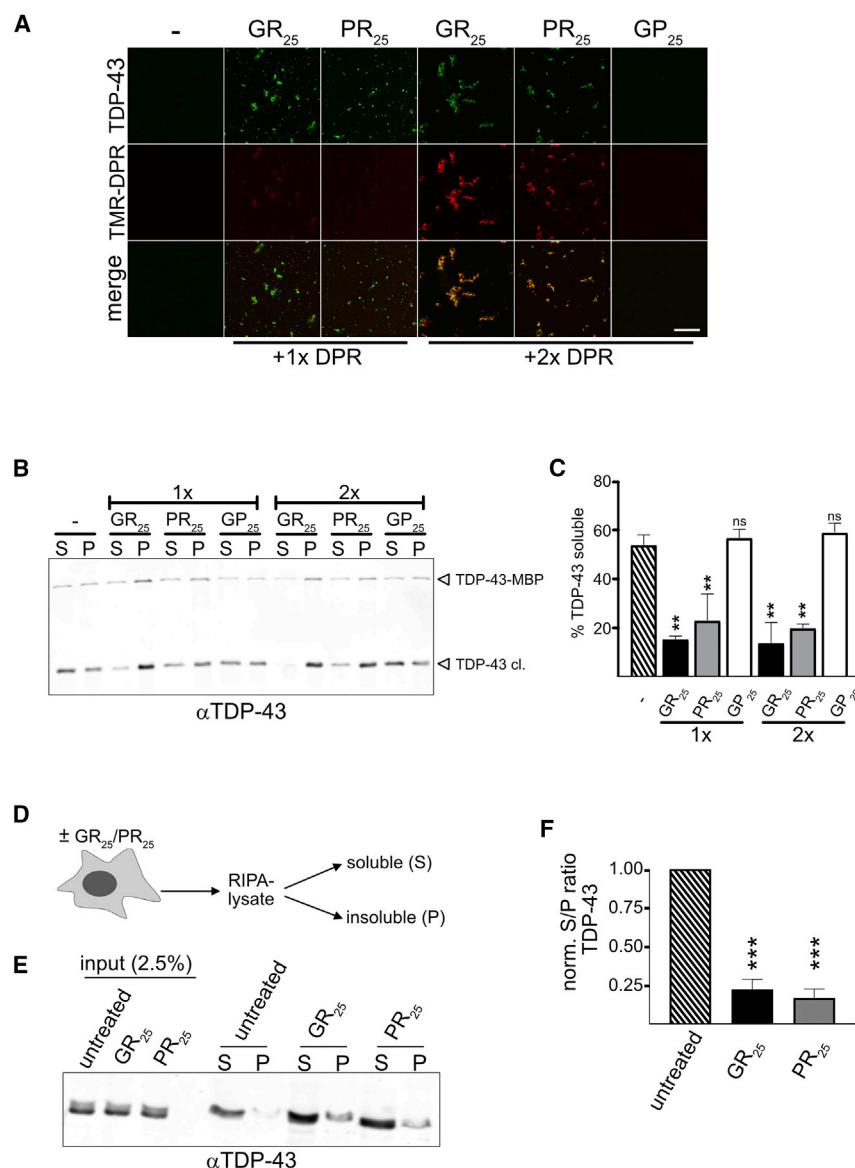 A
- GR25 PR25 GR25 PR25 GP25
TDP-43
TMR-DPR
merge
+1x DPR +2x DPR
B
1x 2x
- GR25 PR25 GP25 GR25 PR25 GP25
S P S P S P S P S P S P S P
TDP-43-MBP
TDP-43 cl.
αTDP-43
C
% TDP-43 soluble
80
60
40
20
** ** ns ** ** ns
- GR25 PR25 GP25 GR25 PR25 GP25
1x 2x
D
± GR25/PR25
RIPA-
lysate
soluble (S)
insoluble (P)
E
input (2.5%)
untreated GR25 PR25 untreated GR25 PR25
S P S P S P
αTDP-43
F
norm. S/P ratio
TDP-43
1.00
0.75
0.50
0.25
*** ***
untreated GR25 PR25